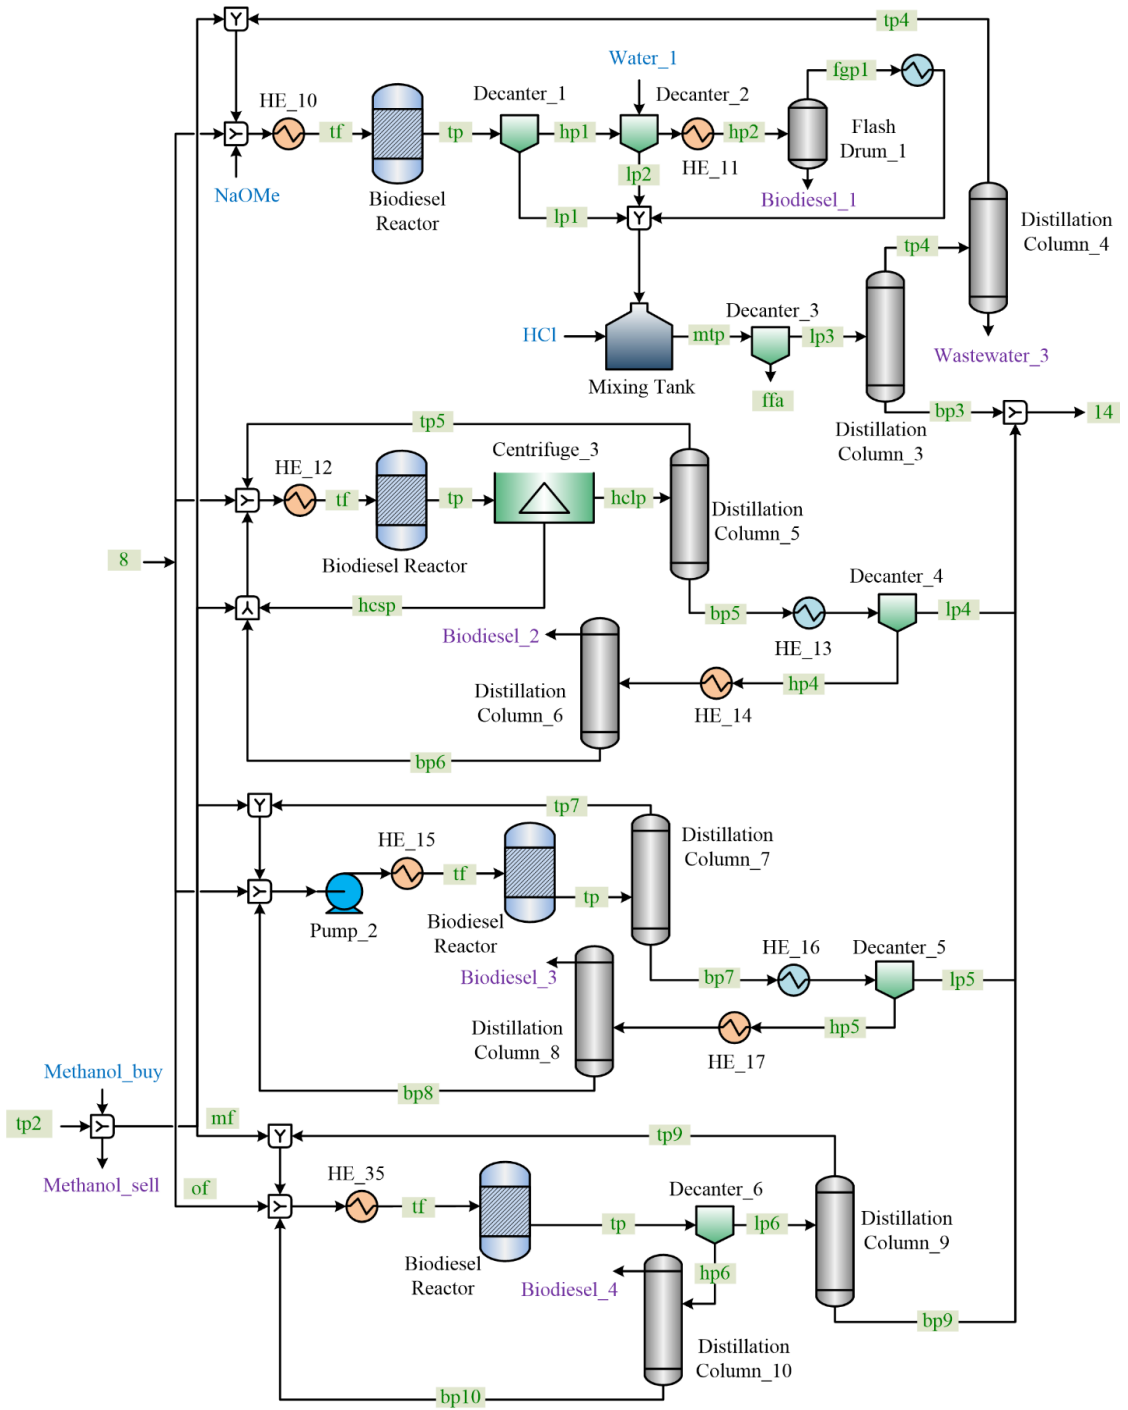 tp4
Water_1
fgp1
HE_10
Decanter_1
Decanter_2
tf
tp
hp1
hp2
Flash
Drum_1
HE_11
lp2
NaOMe
Biodiesel
Reactor
Biodiesel_1
lp1
Distillation
Column_4
tp4
Decanter_3
HCl
mtp
lp3
Wastewater_3
Mixing Tank
ffa
bp3
14
Distillation
Column_3
tp5
Centrifuge_3
HE_12
tf
tp
hclp
Distillation
Column_5
8
Biodiesel Reactor
Decanter_4
hcsp
bp5
lp4
Biodiesel_2
HE_13
Distillation
Column_6
hp4
HE_14
bp6
tp7
Distillation
Column_7
HE_15
tf
tp
Pump_2
Biodiesel
Reactor
HE_16
Decanter_5
Biodiesel_3
bp7
lp5
Distillation
Column_8
hp5
HE_17
Methanol_buy
bp8
tp2
mf
tp9
Methanol_sell
of
HE_35
Decanter_6
tf
tp
lp6
Distillation
Column_9
Biodiesel
Reactor
hp6
Biodiesel_4
bp9
Distillation
Column_10
bp10